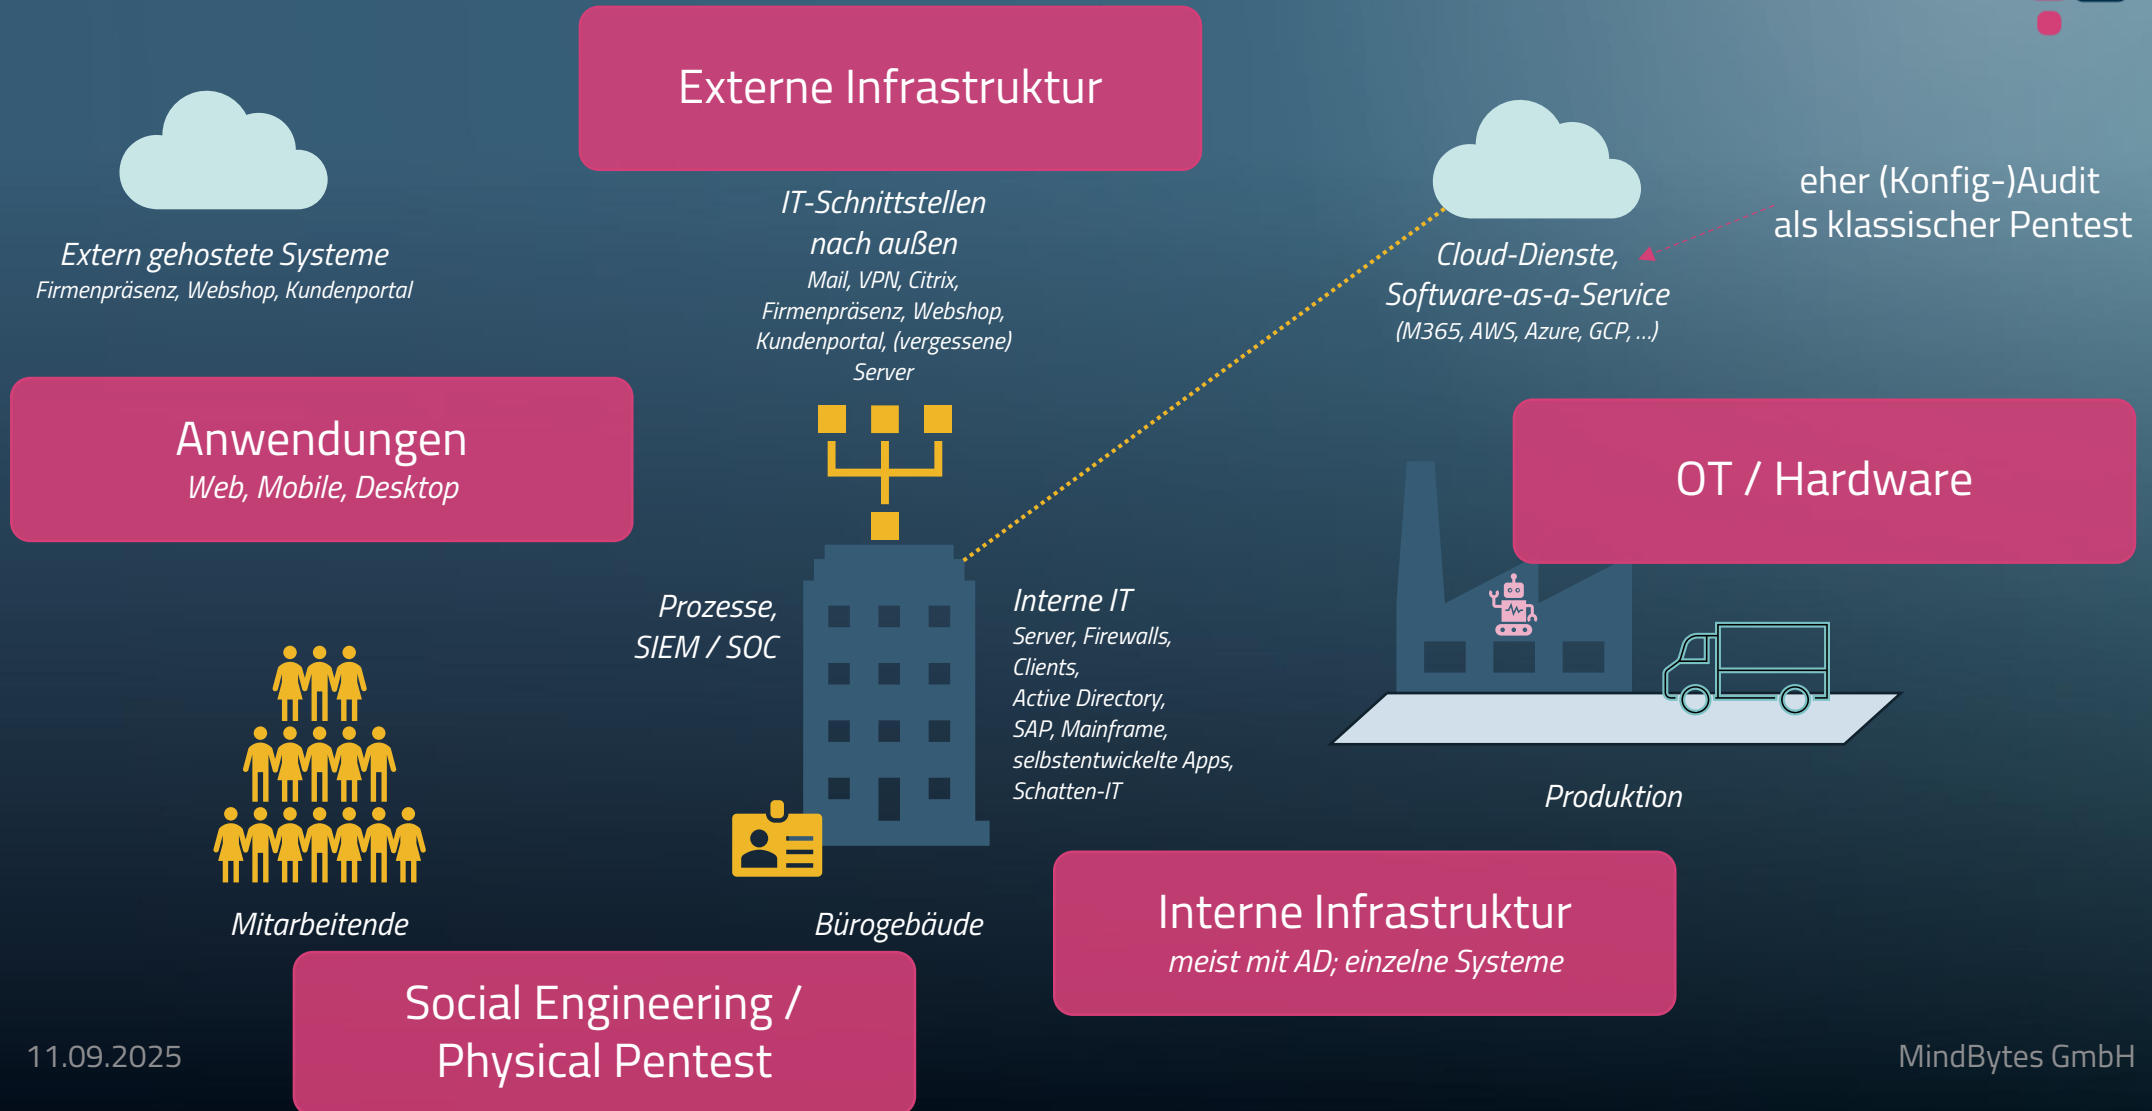 Externe Infrastruktur
Extern gehostete Systeme
Firmenpräsenz, Webshop, Kundenportal
IT-Schnittstellen
nach außen
Mail, VPN, Citrix,
Firmenpräsenz, Webshop,
Kundenportal, (vergessene)
Server
Cloud-Dienste,
Software-as-a-Service
(M365, AWS, Azure, GCP, ...)
eher (Konfig-)Audit
als klassischer Pentest
Anwendungen
Web, Mobile, Desktop
OT / Hardware
Prozesse,
SIEM / SOC
Interne IT
Server, Firewalls,
Clients,
Active Directory,
SAP, Mainframe,
selbstentwickelte Apps,
Schatten-IT
Produktion
Mitarbeitende
Bürogebäude
Interne Infrastruktur
meist mit AD; einzelne Systeme
Social Engineering /
Physical Pentest
11.09.2025
MindBytes GmbH